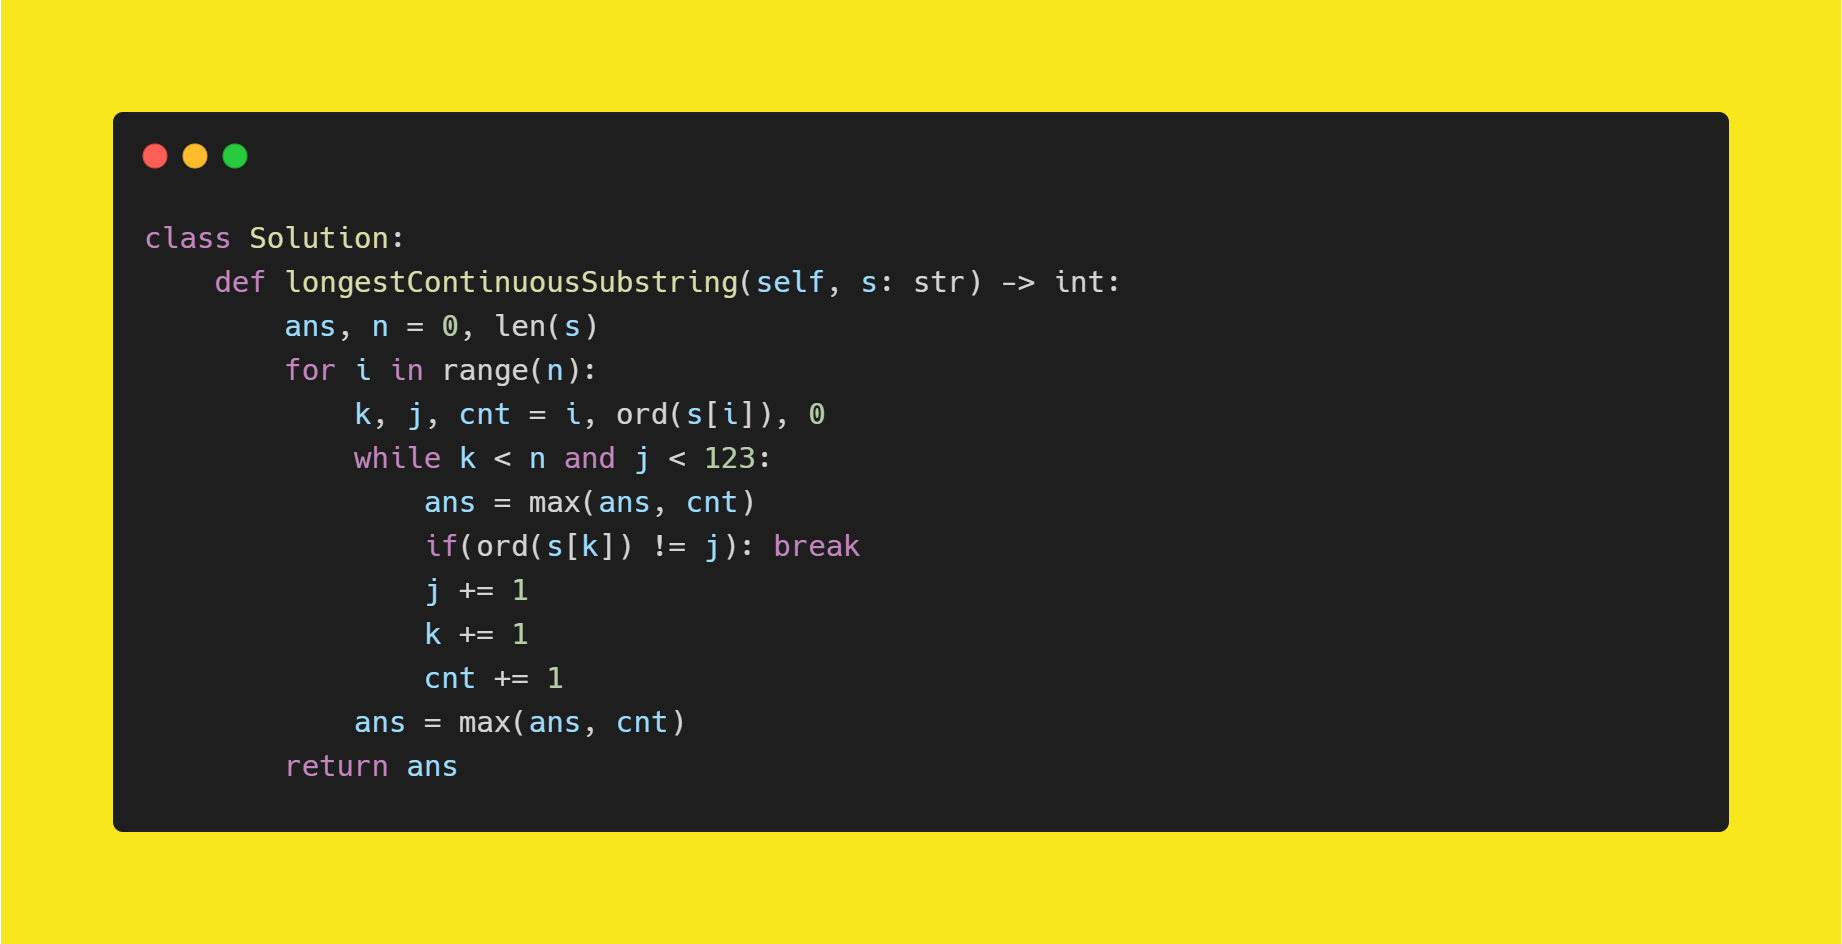 class Solution:
    def longestContinuousSubstring(self, s: str) -> int:
        ans, n = 0, len(s)
        for i in range(n):
            k, j, cnt = i, ord(s[i]), 0
            while k < n and j < 123:
                ans = max(ans, cnt)
                if(ord(s[k]) != j): break
                j += 1
                k += 1
                cnt += 1
            ans = max(ans, cnt)
        return ans